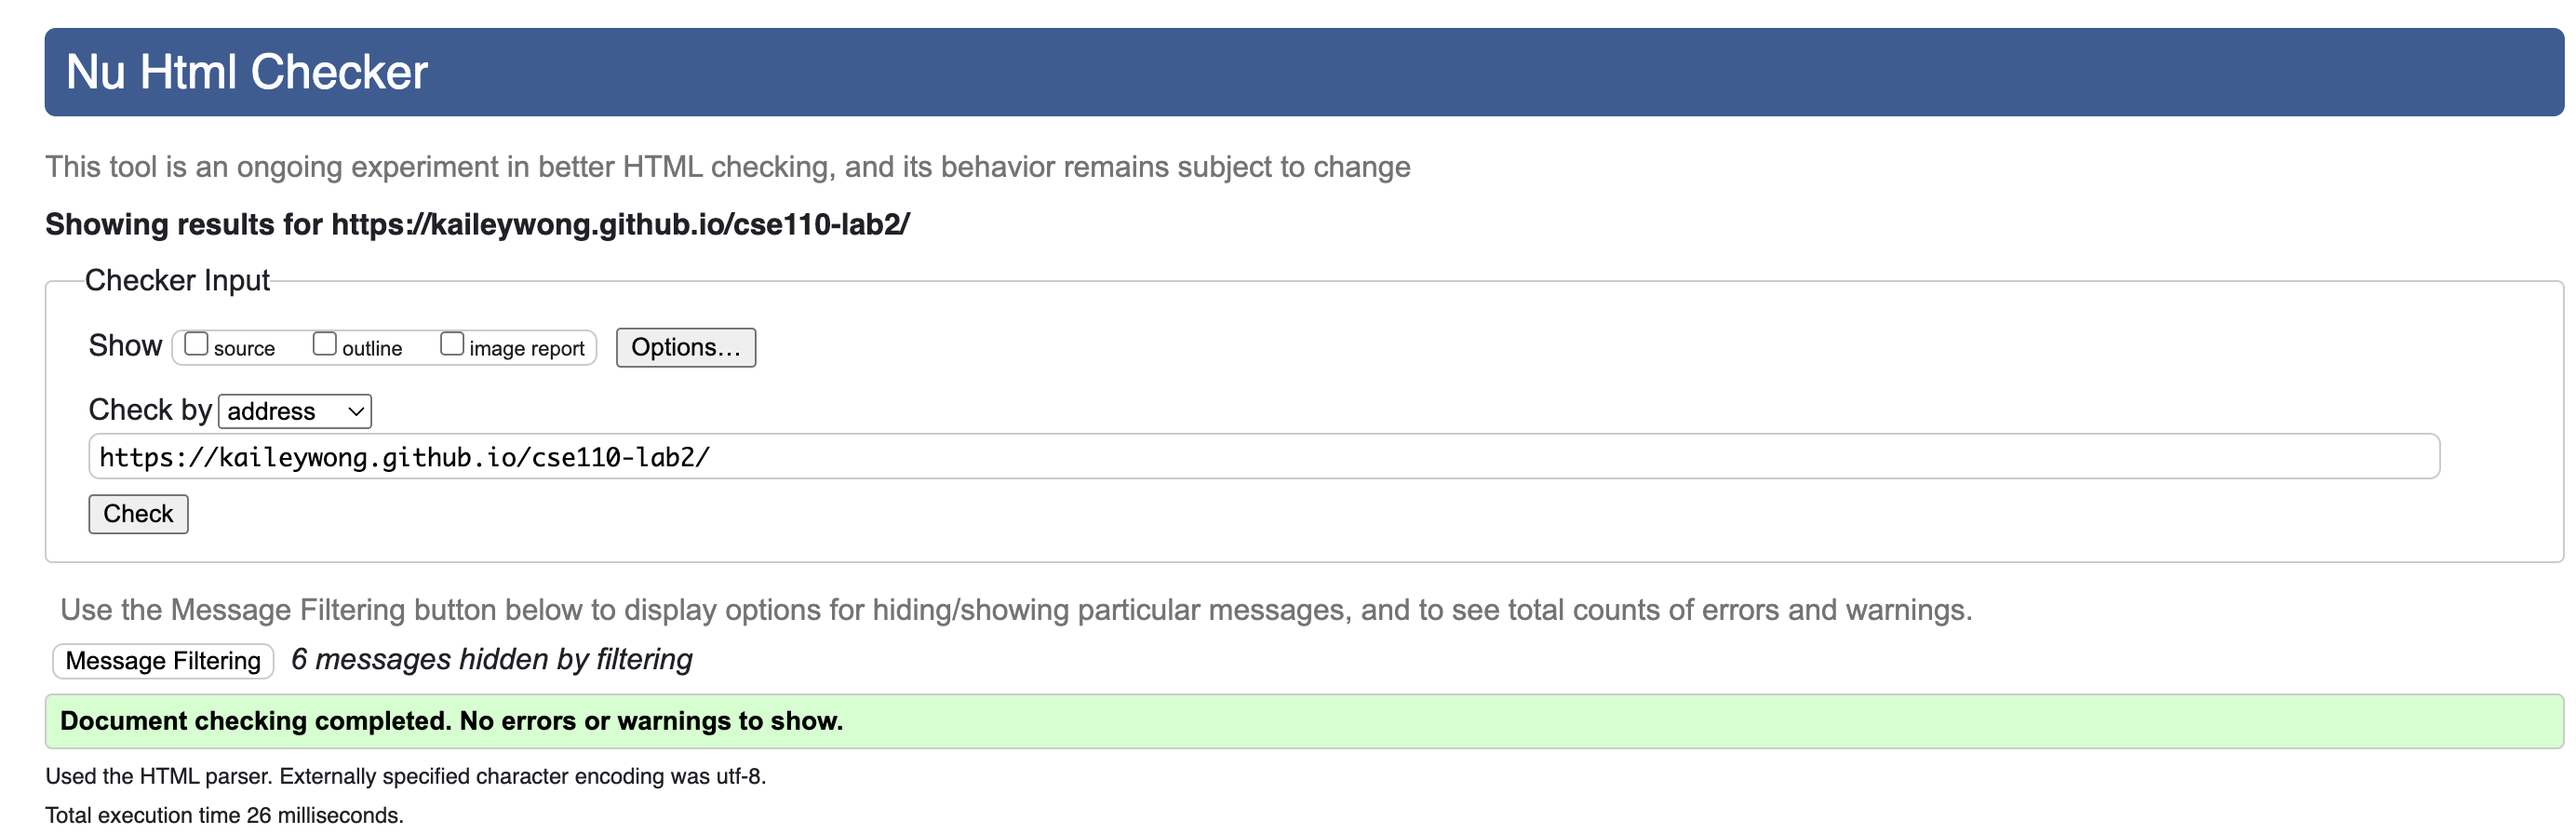 Nu Html Checker
This tool is an ongoing experiment in better HTML checking, and its behavior remains subject to change
Showing results for https://kaileywong.github.io/cse110-lab2/
Checker Input
Show source outline image report Options...
Check by address
https://kaileywong.github.io/cse110-lab2/
Check
Use the Message Filtering button below to display options for hiding/showing particular messages, and to see total counts of errors and warnings.
Message Filtering 6 messages hidden by filtering
Document checking completed. No errors or warnings to show.
Used the HTML parser. Externally specified character encoding was utf-8.
Total execution time 26 milliseconds.